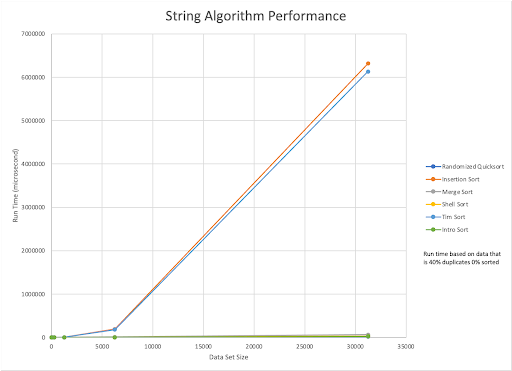 String Algorithm Performance
7000000
6000000
5000000
4000000
3000000
2000000
1000000
0
Run Time (microsecond)
0 5000 10000 15000 20000 25000 30000 35000
Data Set Size
Randomized Quicksort
Insertion Sort
Merge Sort
Shell Sort
Tim Sort
Intro Sort
Run time based on data that
is 40% duplicates 0% sorted